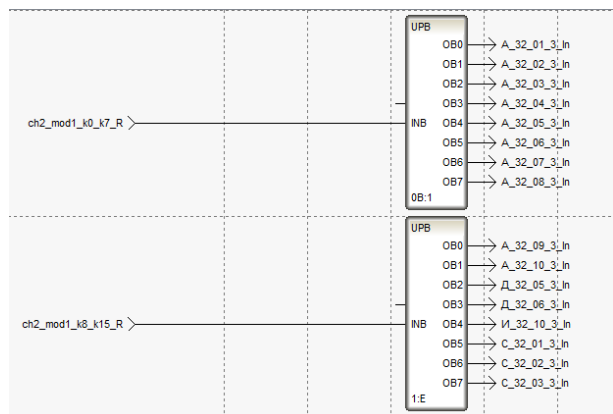 UPB
OB0 A_32_01_3_In
OB1 A_32_02_3_In
OB2 A_32_03_3_In
OB3 A_32_04_3_In
ch2_mod1_k0_k7_R INB OB4 A_32_05_3_In
OB5 A_32_06_3_In
OB6 A_32_07_3_In
OB7 A_32_08_3_In
0B:1
UPB
OB0 A_32_09_3_In
OB1 A_32_10_3_In
OB2 Д_32_05_3_In
OB3 Д_32_06_3_In
ch2_mod1_k8_k15_R INB OB4 И_32_10_3_In
OB5 C_32_01_3_In
OB6 C_32_02_3_In
OB7 C_32_03_3_In
1:E